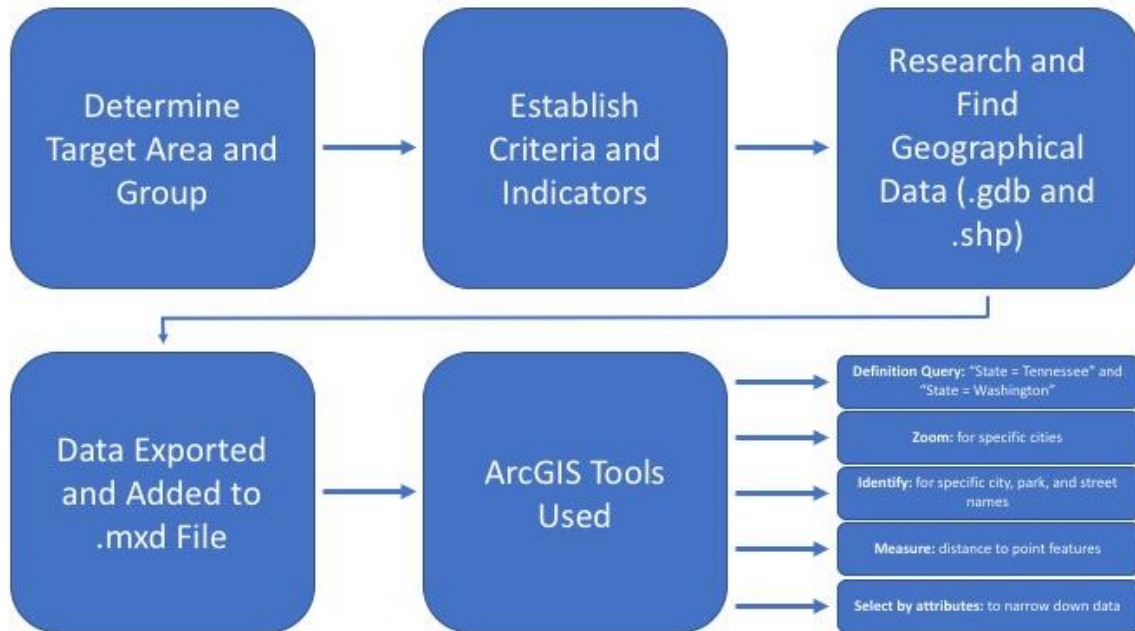 Determine
Target Area and
Group
Establish
Criteria and
Indicators
Research and
Find
Geographical
Data (.gdb and
.shp)
Data Exported
and Added to
.mxd File
ArcGIS Tools
Used
Definition Query: “State = Tennessee” and
“State = Washington”
Zoom: for specific cities
Identify: for specific city, park, and street
names
Measure: distance to point features
Select by attributes: to narrow down data